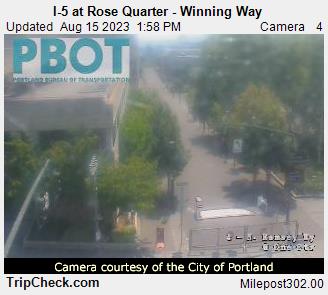 I-5 at Rose Quarter - Winning Way
Updated Aug 15 2023 1:58 PM Camera 4
PBOT
PORTLAND BUREAU OF TRANSPORTATION
Camera courtesy of the City of Portland
TripCheck.com Milepost302.00